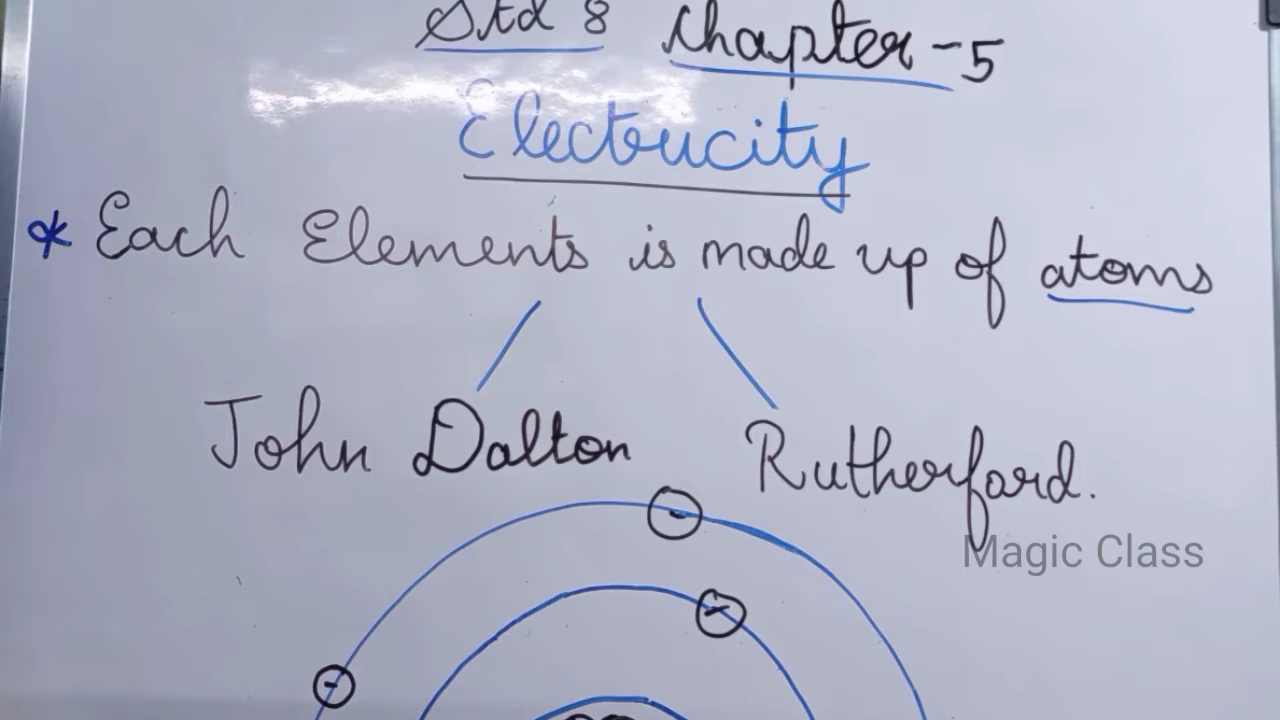 Std 8 Chapter-5
Electricity
* Each Elements is made up of atoms
John Dalton Rutherford.
Magic Class